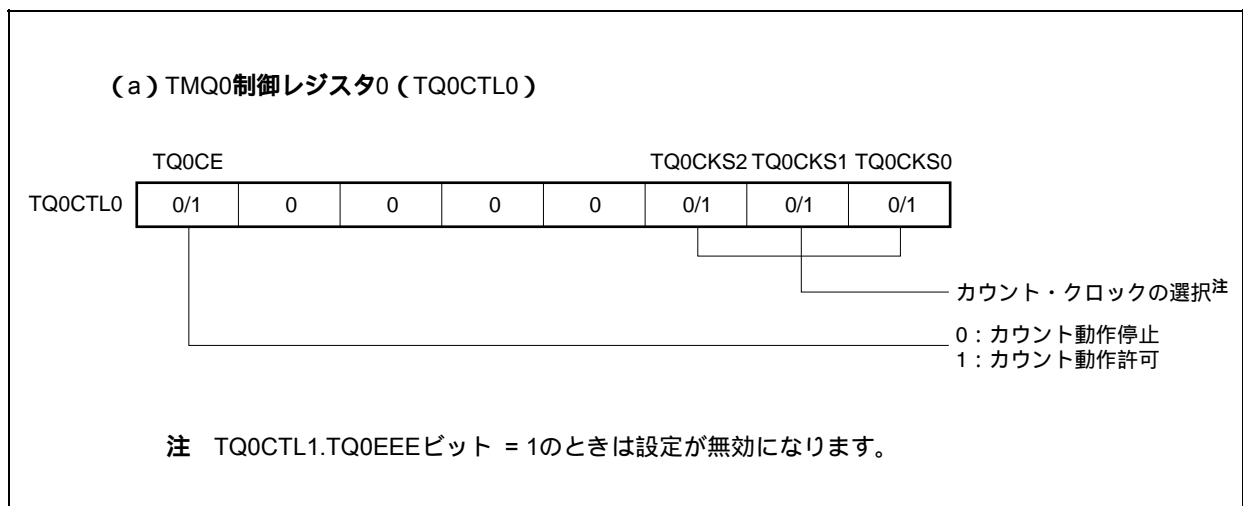 （a）TMQ0制御レジスタ0（TQ0CTL0）
TQ0CE TQ0CKS2 TQ0CKS1 TQ0CKS0
TQ0CTL0 0/1 0 0 0 0 0/1 0/1 0/1
カウント・クロックの選択注
0：カウント動作停止
1：カウント動作許可
注 TQ0CTL1.TQ0EEEビット = 1のときは設定が無効になります。